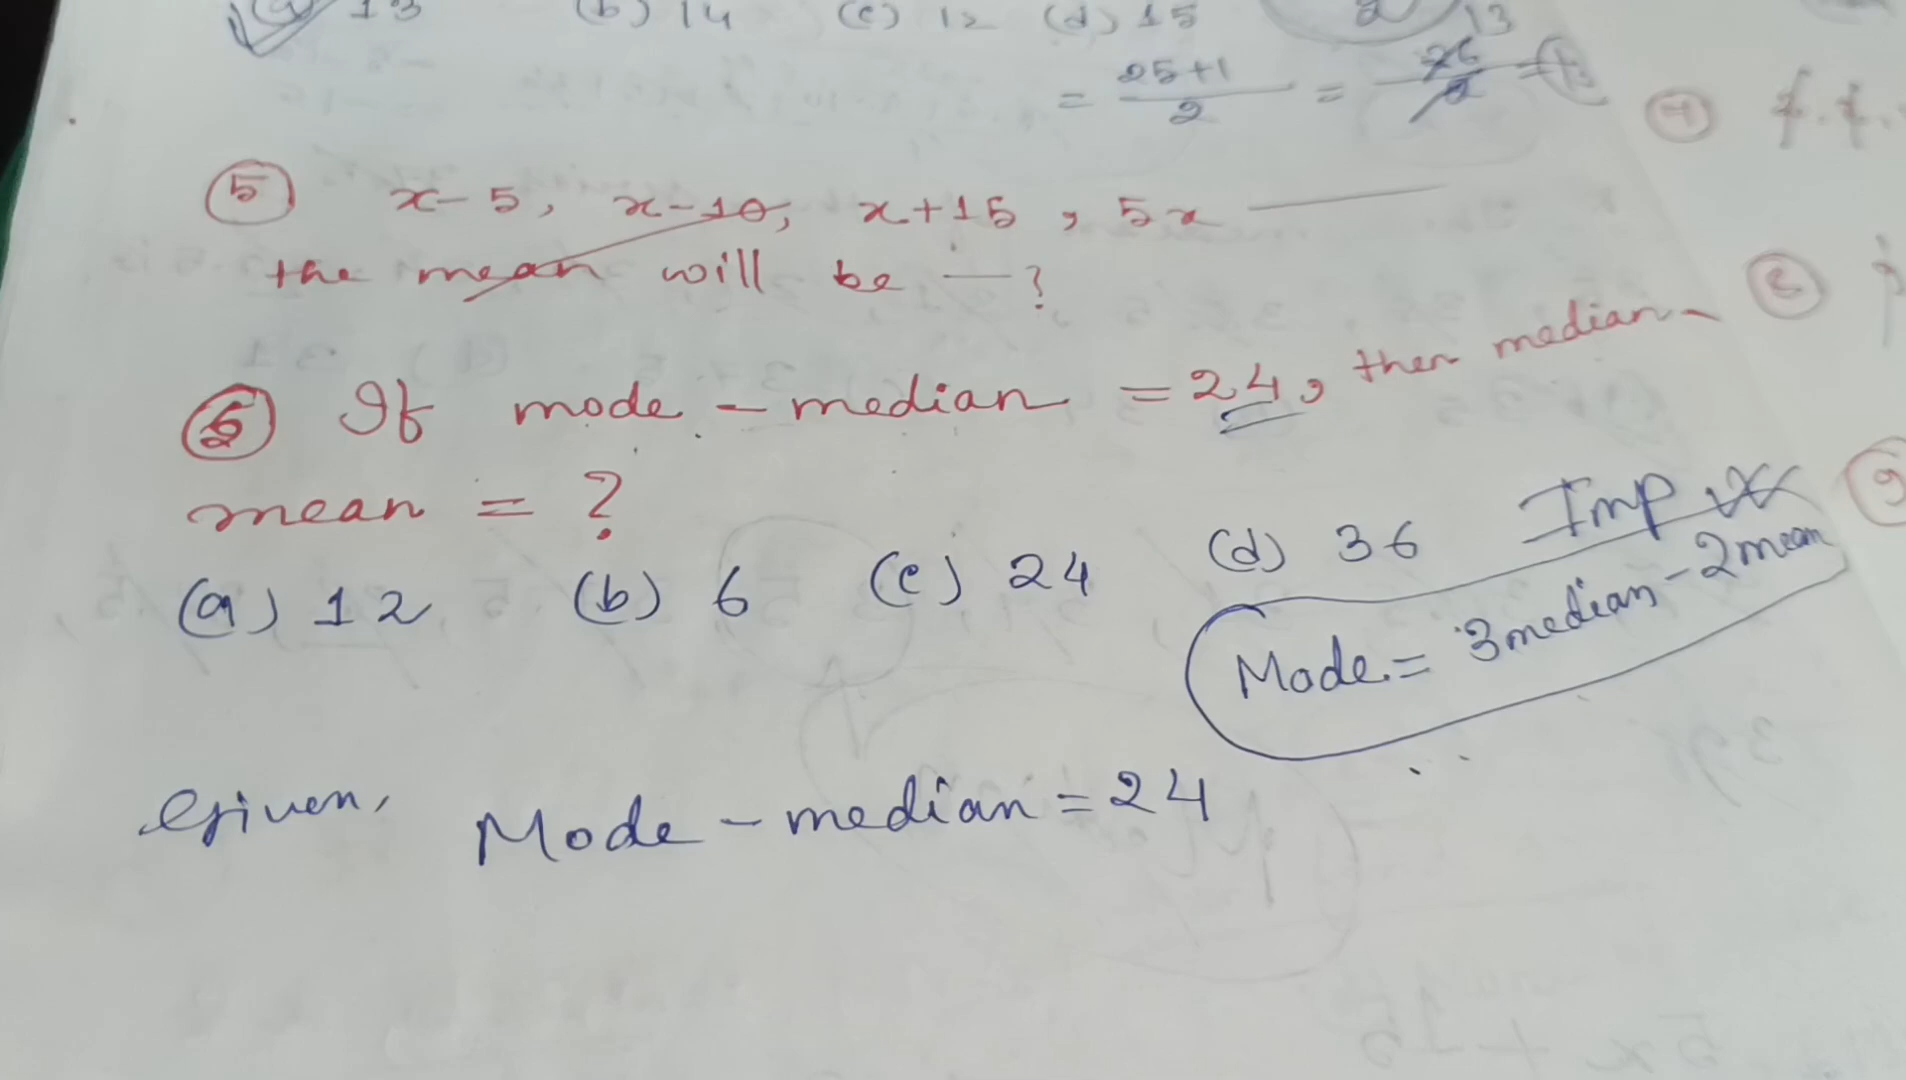 (a) 13 (b) 14 (c) 12 (d) 15
13
= 25+1/2 = 26/2 = 13
(5) x-5, x-10, x+15, 5x
the mean will be — ?
(6) If mode - median = 24, then median -
mean = ?
(a) 12 (b) 6 (c) 24 (d) 36
Imp
Mode = 3median - 2mean
Given, Mode - median = 24